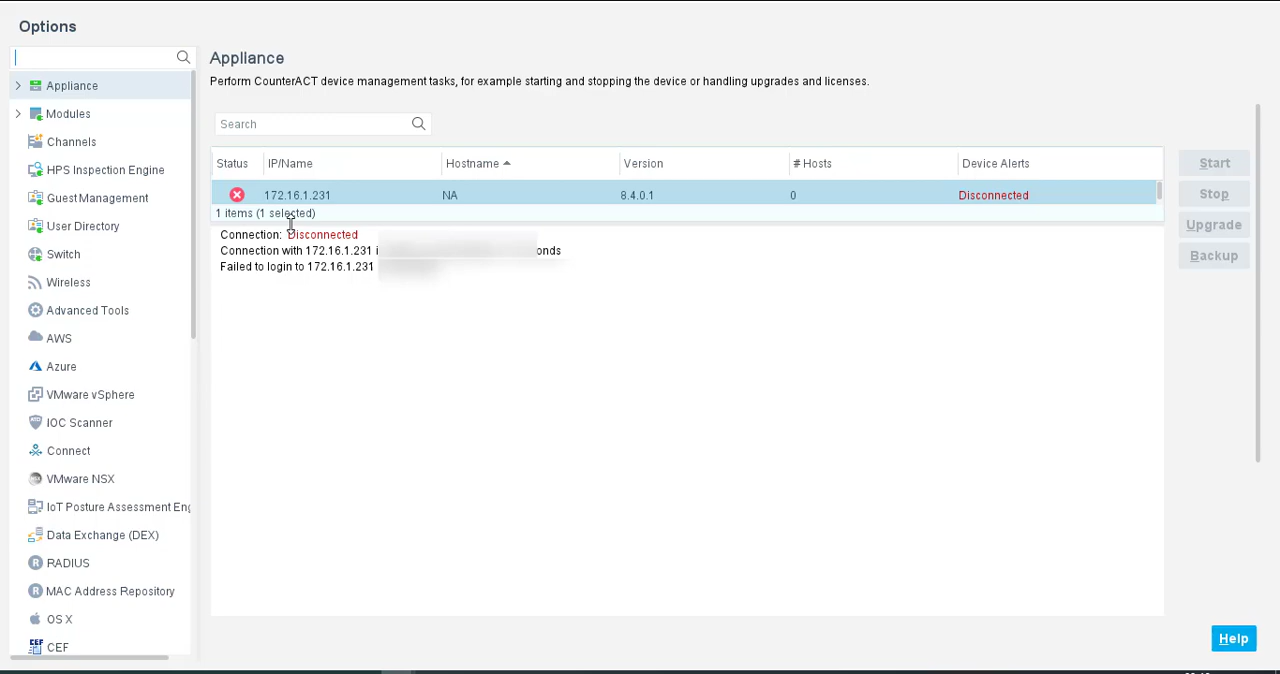 Options
Appliance
Perform CounterACT device management tasks, for example starting and stopping the device or handling upgrades and licenses.
Search
Status IP/Name Hostname Version # Hosts Device Alerts
172.16.1.231 NA 8.4.0.1 0 Disconnected
1 items (1 selected)
Connection: Disconnected
Connection with 172.16.1.231 onds
Failed to login to 172.16.1.231
Start
Stop
Upgrade
Backup
Appliance
Modules
Channels
HPS Inspection Engine
Guest Management
User Directory
Switch
Wireless
Advanced Tools
AWS
Azure
VMware vSphere
IOC Scanner
Connect
VMware NSX
IoT Posture Assessment Eng
Data Exchange (DEX)
R RADIUS
R MAC Address Repository
OS X
CEF CEF
Help